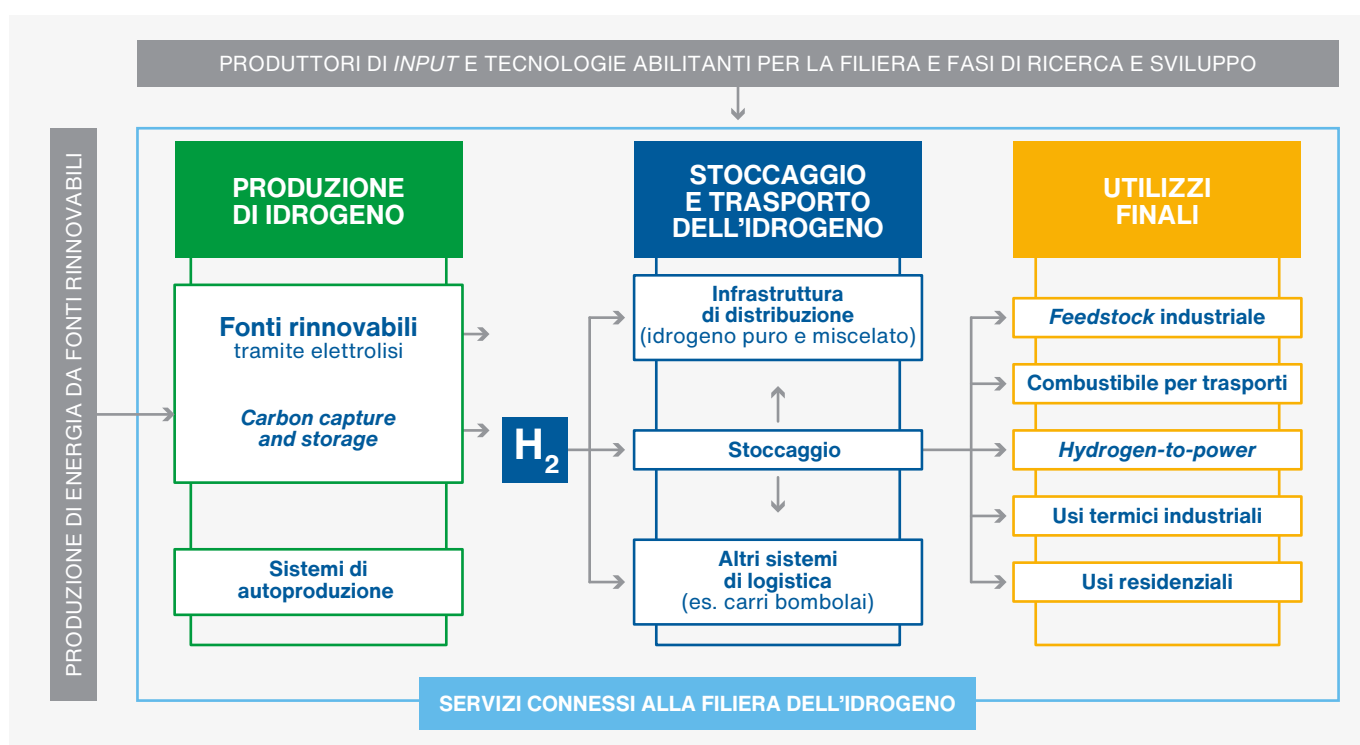 PRODUTTORI DI INPUT E TECNOLOGIE ABILITANTI PER LA FILIERA E FASI DI RICERCA E SVILUPPO
PRODUZIONE DI ENERGIA DA FONTI RINNOVABILI
PRODUZIONE
DI IDROGENO
Fonti rinnovabili
tramite elettrolisi
Carbon capture
and storage
Sistemi di
autoproduzione
H₂
STOCCAGGIO
E TRASPORTO
DELL’IDROGENO
Infrastruttura
di distribuzione
(idrogeno puro e miscelato)
Stoccaggio
Altri sistemi
di logistica
(es. carri bombolai)
UTILIZZI
FINALI
Feedstock industriale
Combustibile per trasporti
Hydrogen-to-power
Usi termici industriali
Usi residenziali
SERVIZI CONNESSI ALLA FILIERA DELL’IDROGENO